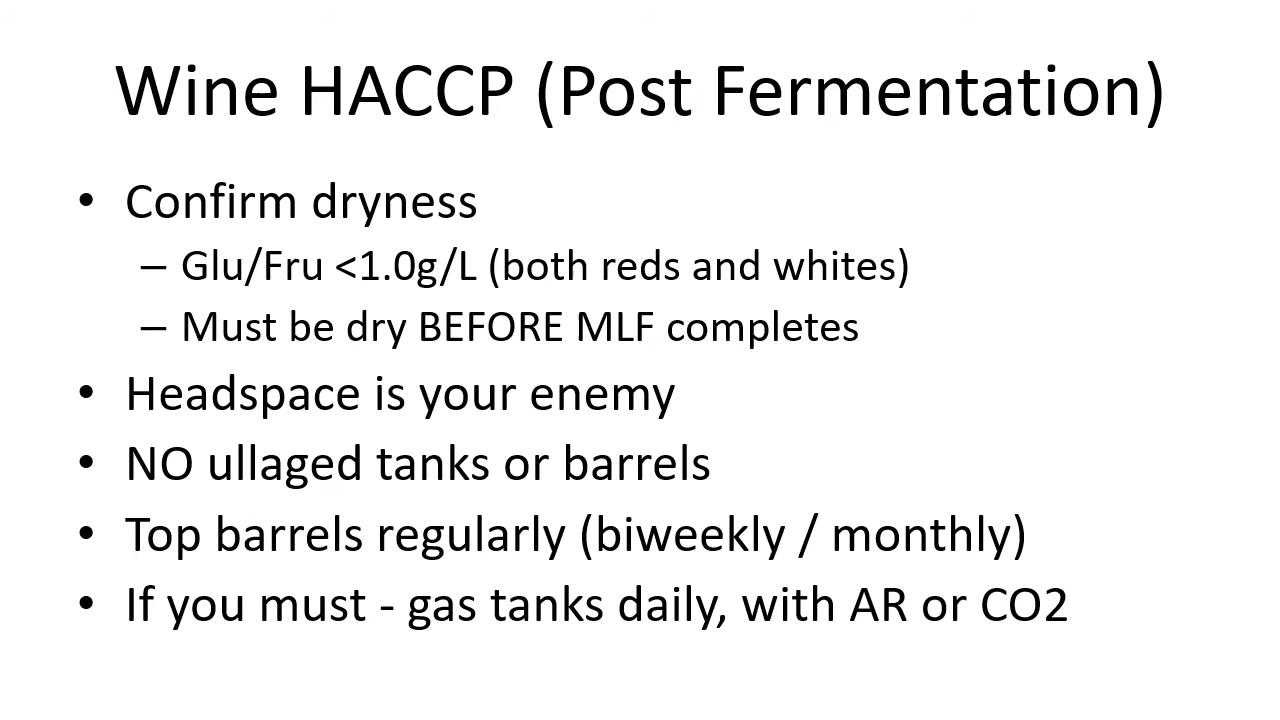 Wine HACCP (Post Fermentation)
• Confirm dryness
– Glu/Fru <1.0g/L (both reds and whites)
– Must be dry BEFORE MLF completes
• Headspace is your enemy
• NO ullaged tanks or barrels
• Top barrels regularly (biweekly / monthly)
• If you must - gas tanks daily, with AR or CO2